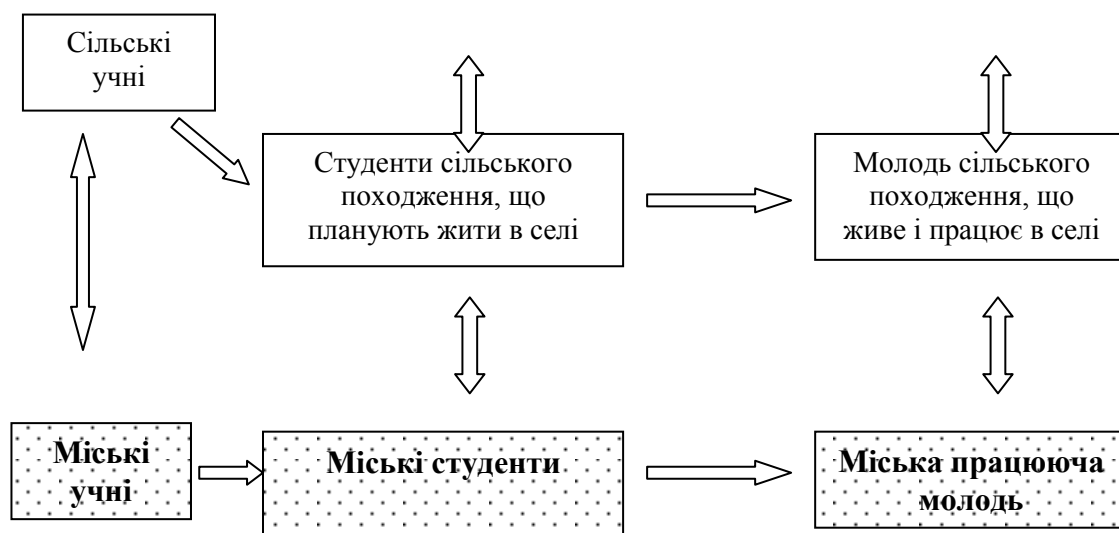 Сільські
учні
Студенти сільського
походження, що
планують жити в селі
Молодь сільського
походження, що
живе і працює в селі
Міські
учні
Міські студенти
Міська працююча
молодь